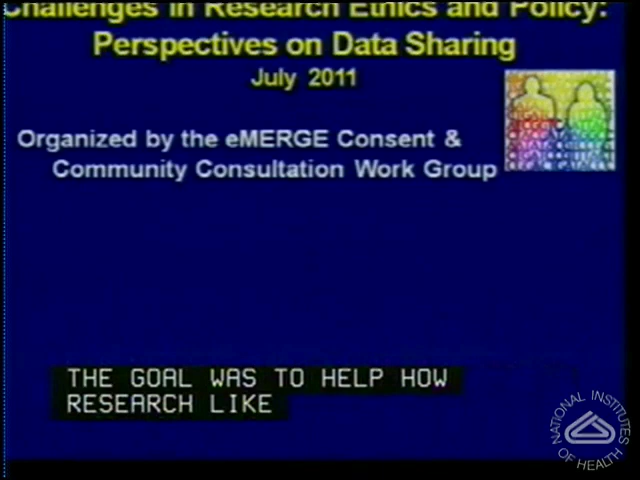 Challenges in Research Ethics and Policy:
Perspectives on Data Sharing
July 2011
Organized by the eMERGE Consent &
Community Consultation Work Group
THE GOAL WAS TO HELP HOW
RESEARCH LIKE
NATIONAL INSTITUTES
OF HEALTH